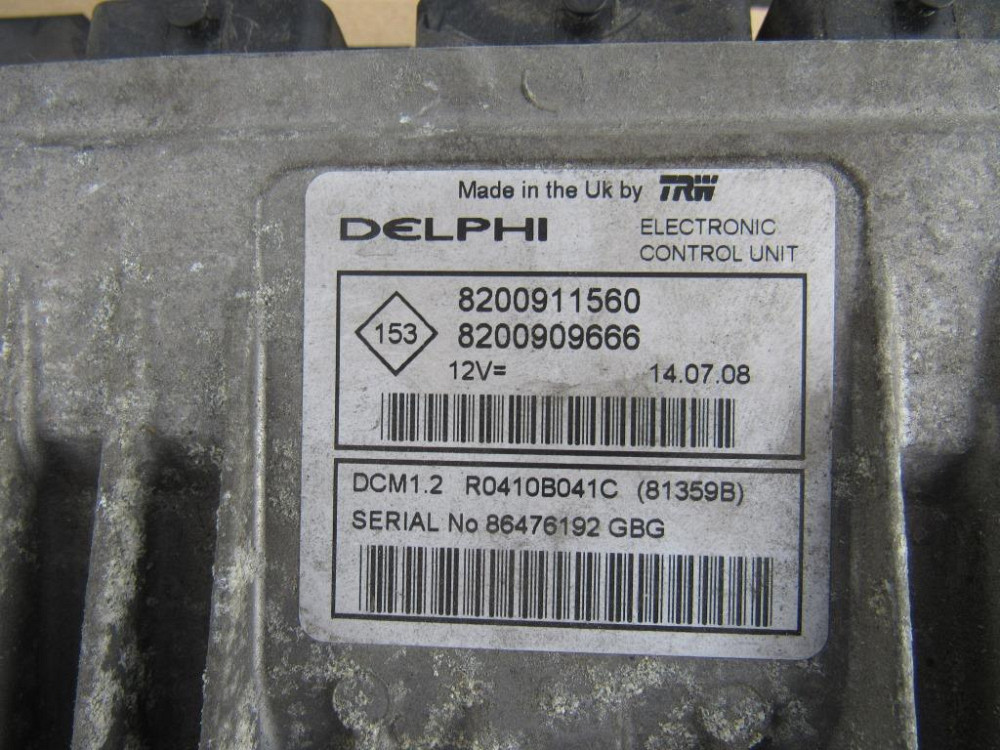 Made in the Uk by TRW
DELPHI
ELECTRONIC
CONTROL UNIT
153
8200911560
8200909666
12V= 14.07.08
DCM1.2 R0410B041C (81359B)
SERIAL No 86476192 GBG